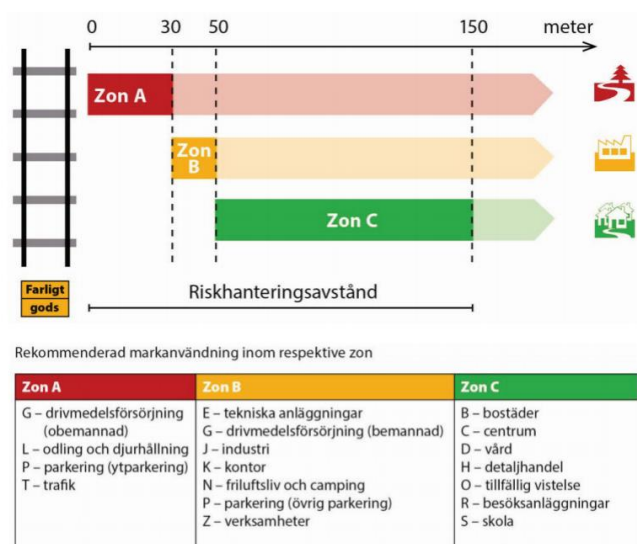 0 30 50 150 meter
Zon A
Zon
B
Zon C
Farligt
gods
Riskhanteringsavstånd
Rekommenderad markanvändning inom respektive zon
Zon A
G – drivmedelsförsörjning
(obemannad)
L – odling och djurhållning
P – parkering (ytparkering)
T – trafik
Zon B
E – tekniska anläggningar
G – drivmedelsförsörjning (bemannad)
J – industri
K – kontor
N – friluftsliv och camping
P – parkering (övrig parkering)
Z – verksamheter
Zon C
B – bostäder
C – centrum
D – vård
H – detaljhandel
O – tillfällig vistelse
R – besöksanläggningar
S – skola